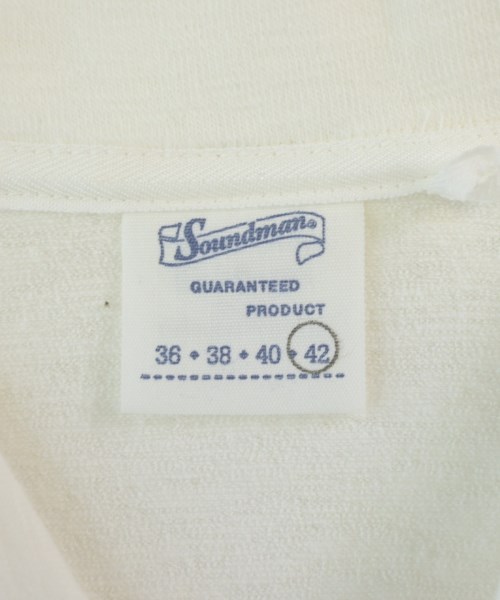 Soundman®
GUARANTEED
PRODUCT
36 • 38 • 40 • 42